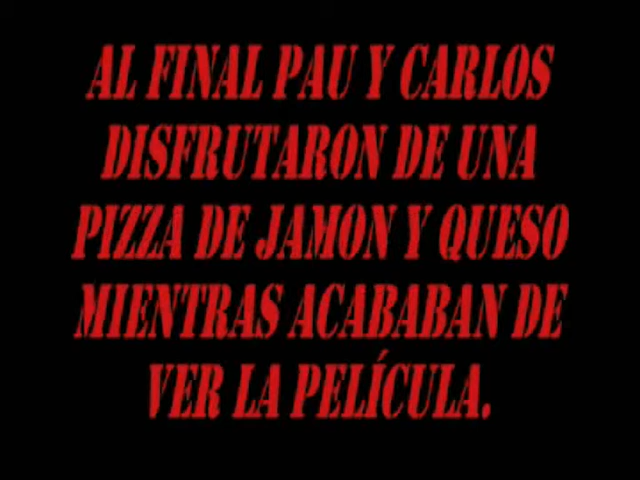 AL FINAL PAU Y CARLOS
DISFRUTARON DE UNA
PIZZA DE JAMON Y QUESO
MIENTRAS ACABABAN DE
VER LA PELÍCULA.